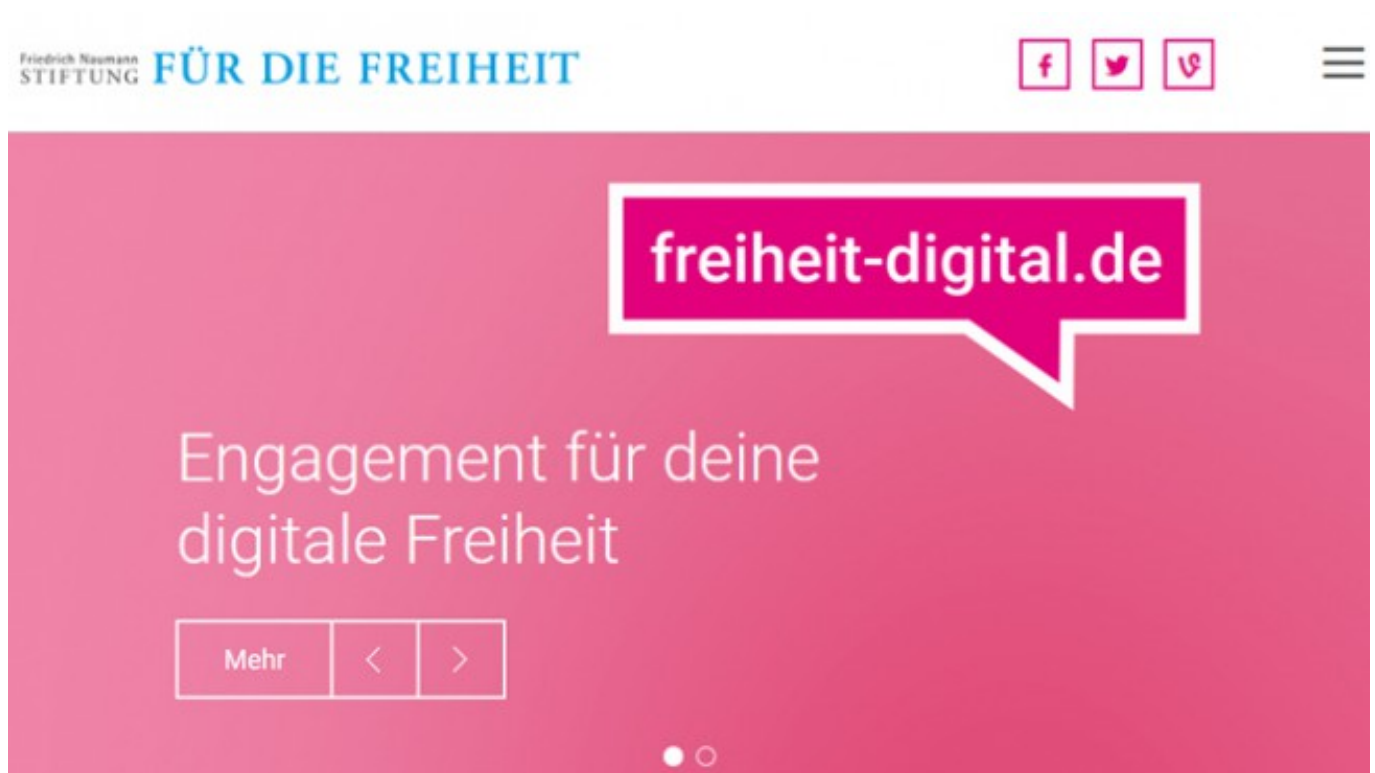 Friedrich Naumann
STIFTUNG FÜR DIE FREIHEIT
freiheit-digital.de
Engagement für deine
digitale Freiheit
Mehr